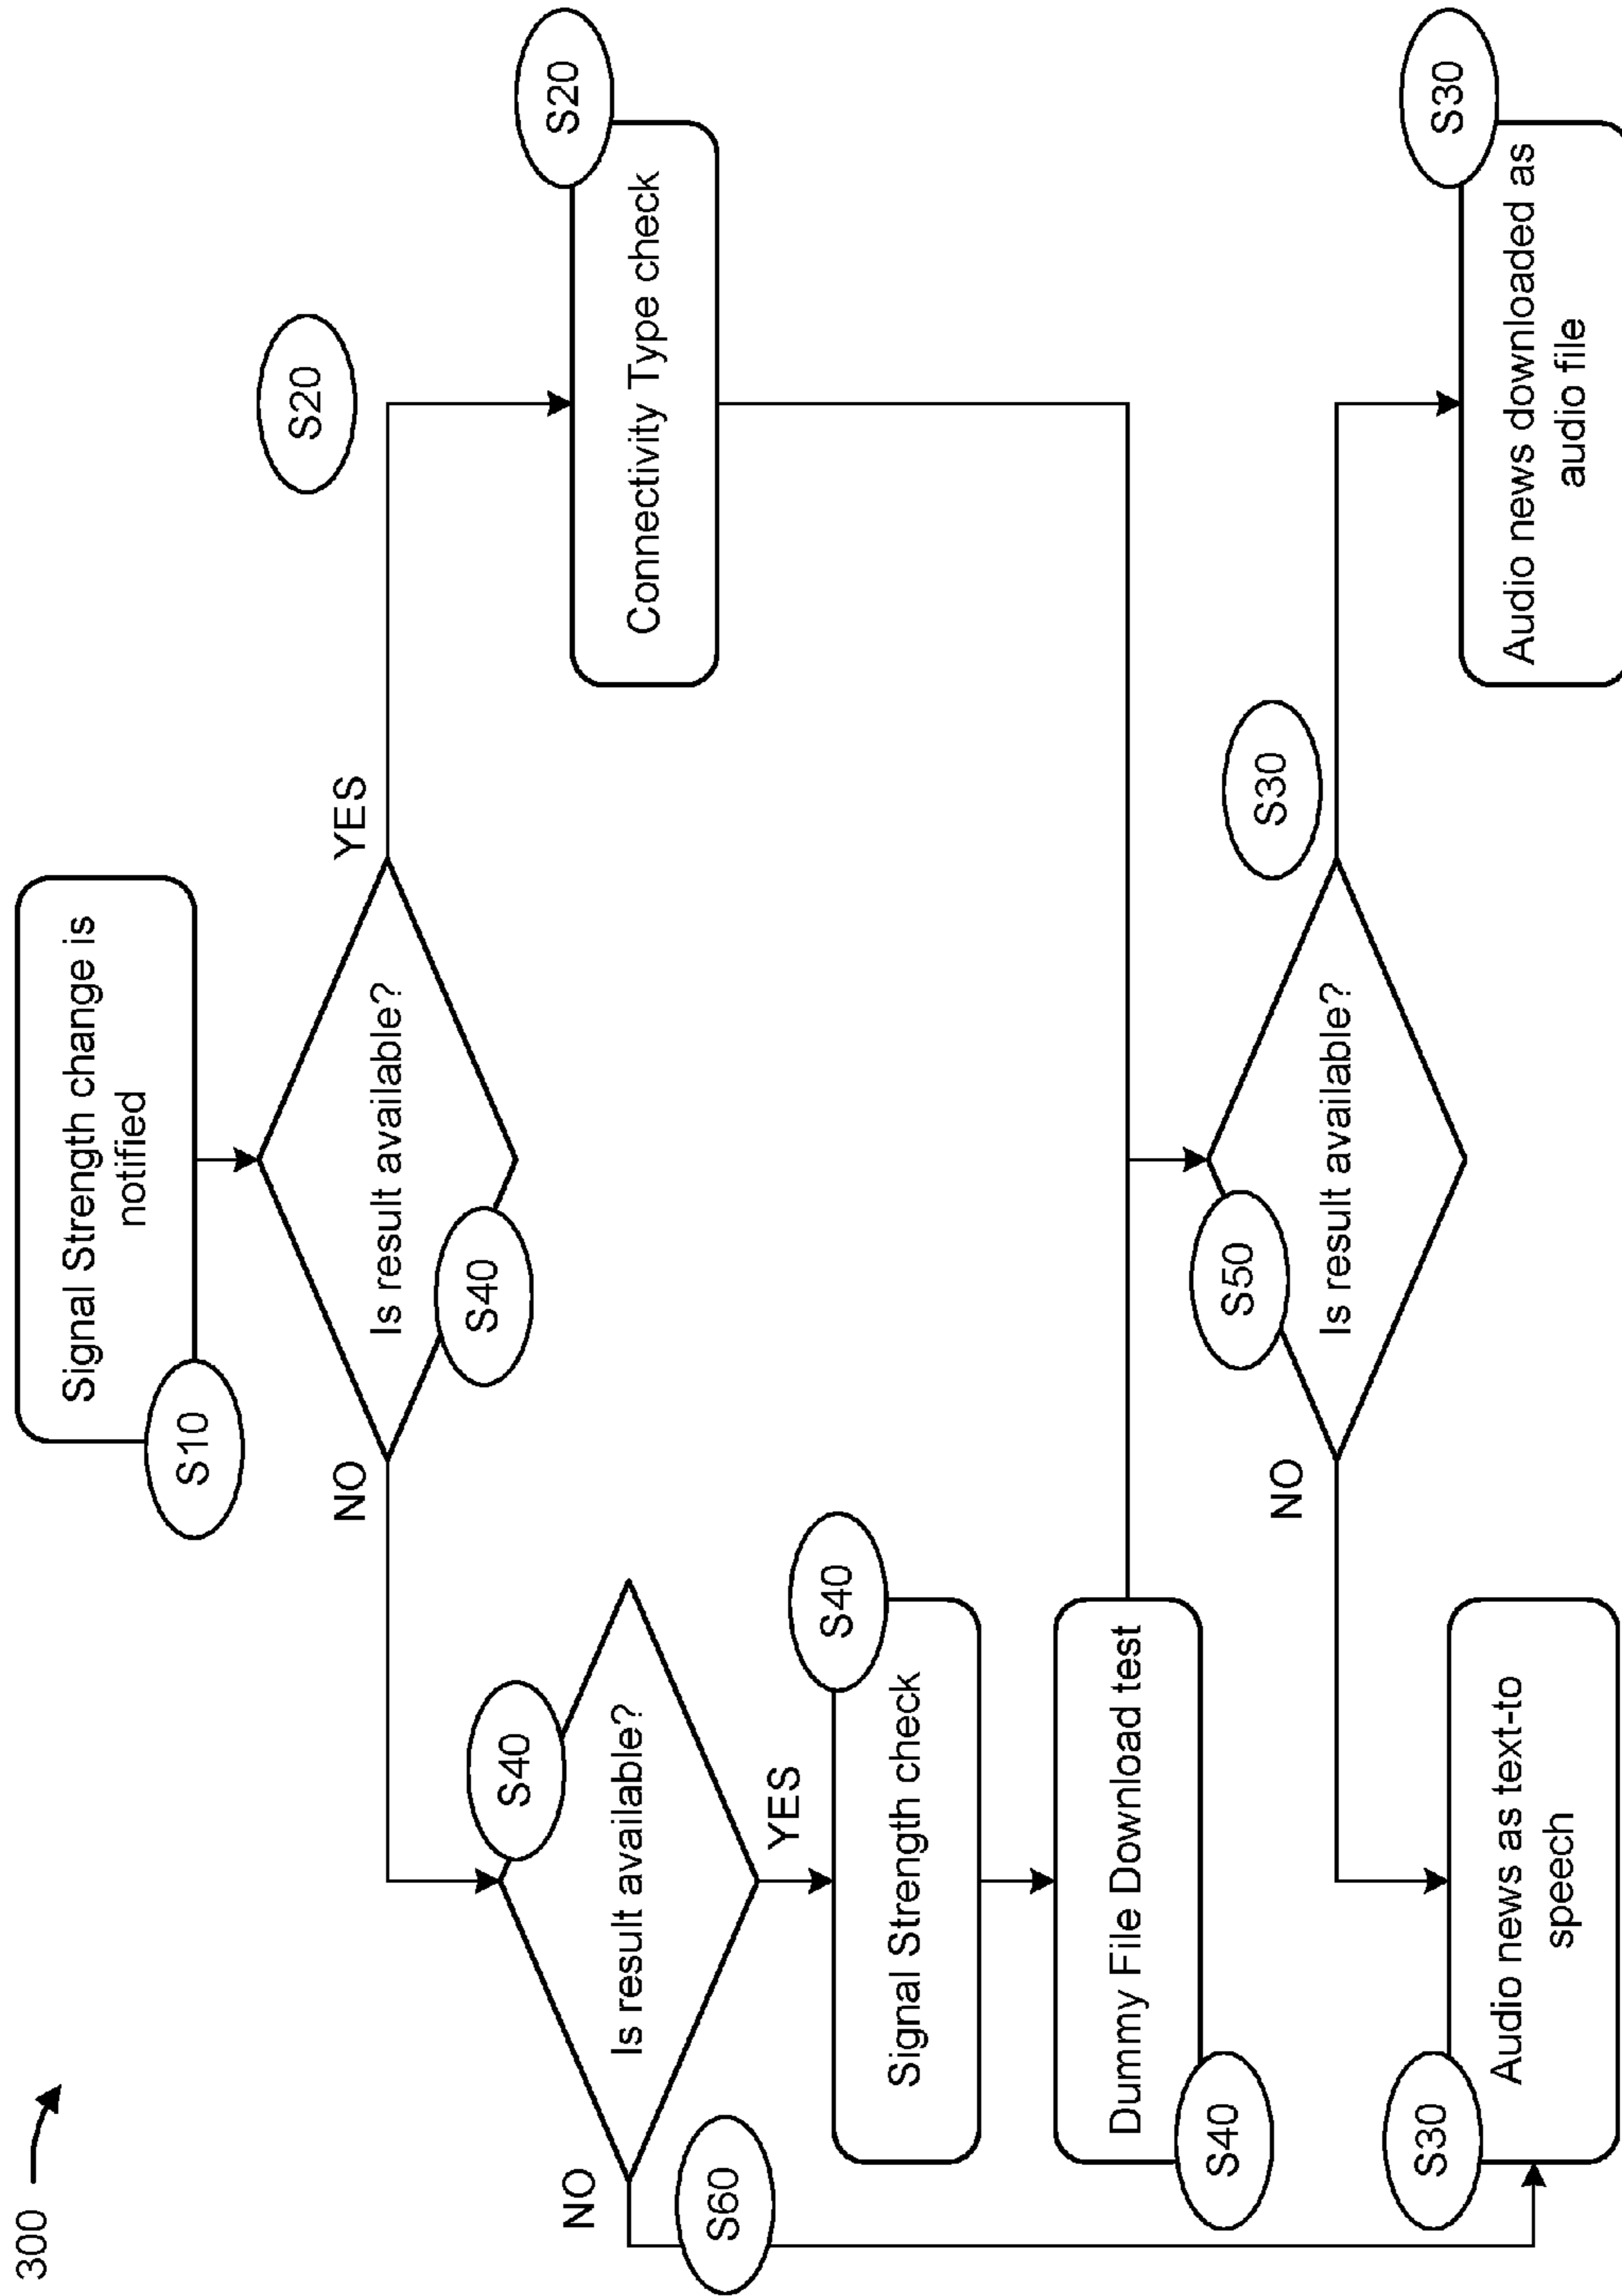 300
Signal Strength change is
notified
S10
Is result available?
S40
NO
YES
S20
Connectivity Type check
S20
Is result available?
S40
NO
YES
S60
Signal Strength check
S40
Dummy File Download test
S40
Is result available?
S50
NO
S30
Audio news as text-to
speech
S30
Audio news downloaded as
audio file
S30